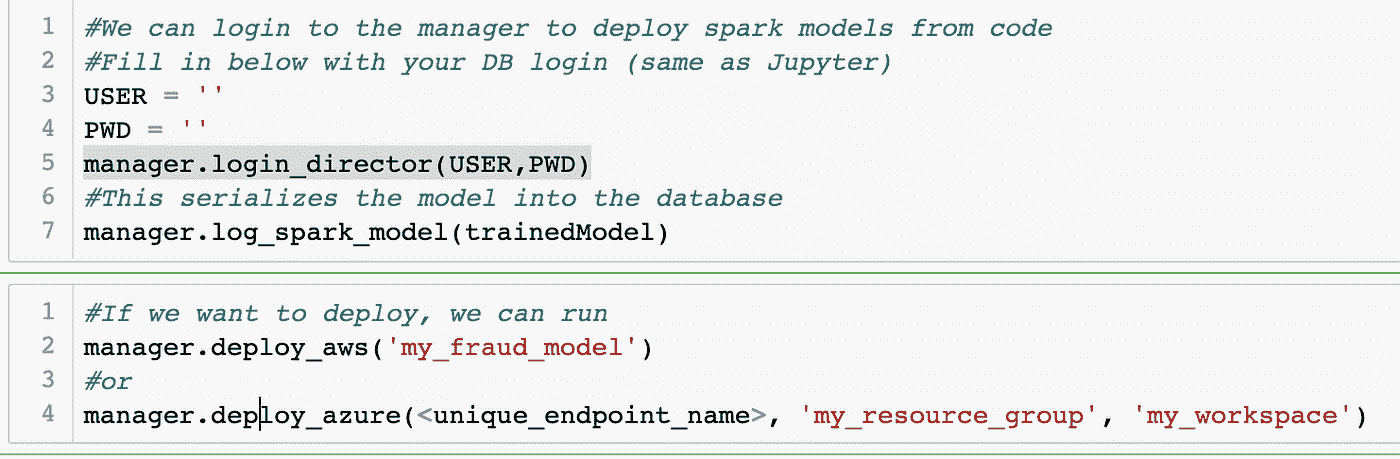 1 #We can login to the manager to deploy spark models from code
2 #Fill in below with your DB login (same as Jupyter)
3 USER = ''
4 PWD = ''
5 manager.login_director(USER,PWD)
6 #This serializes the model into the database
7 manager.log_spark_model(trainedModel)
1 #If we want to deploy, we can run
2 manager.deploy_aws('my_fraud_model')
3 #or
4 manager.deploy_azure(<unique_endpoint_name>, 'my_resource_group', 'my_workspace')